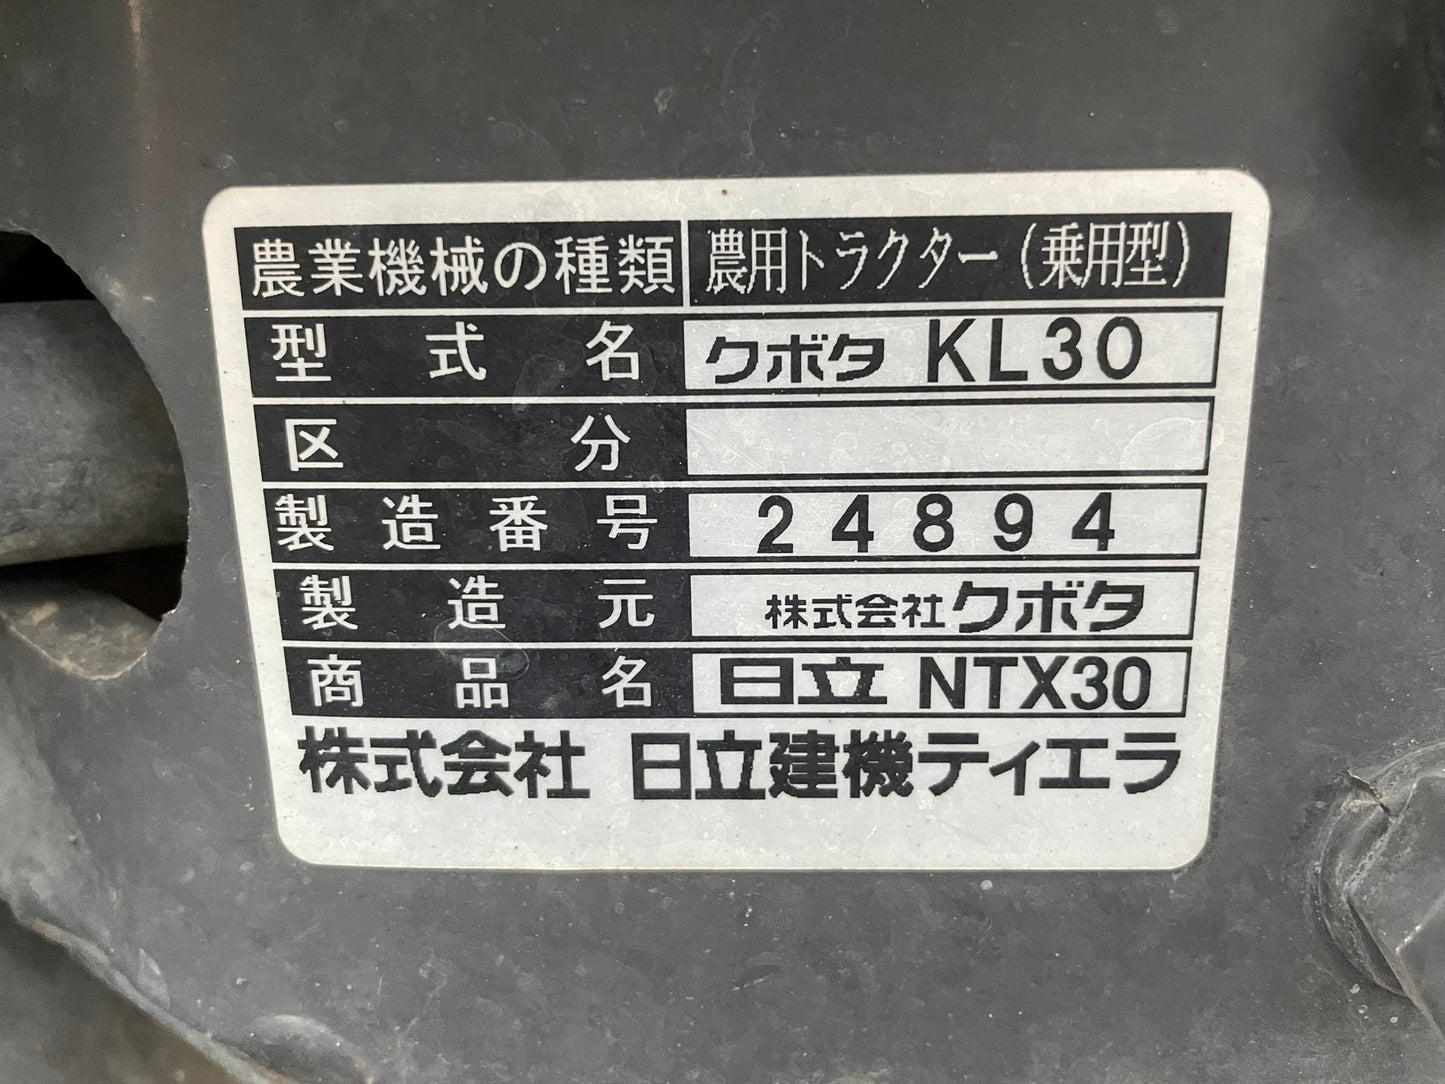 農業機械の種類 農用トラクター(乗用型)
型式名 クボタ KL30
区分
製造番号 24894
製造元 株式会社クボタ
商品名 日立 NTX30
株式会社 日立建機ティエラ